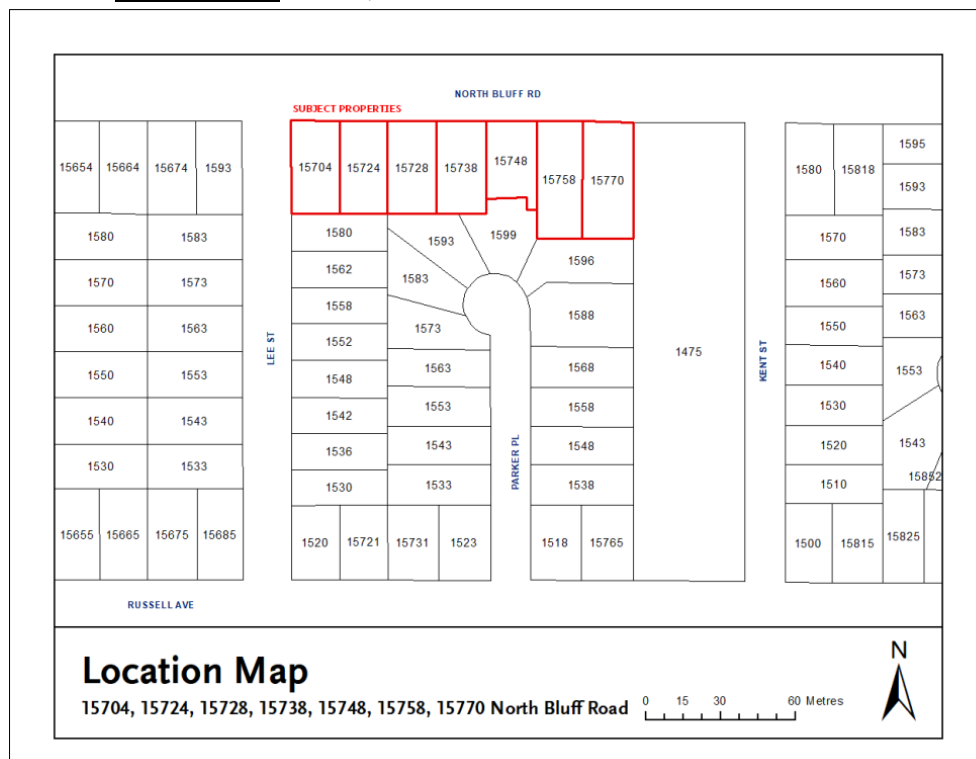 NORTH BLUFF RD
SUBJECT PROPERTIES
15654 15664 15674 1593 15704 15724 15728 15738 15748 15758 15770 1580 15818 1595
1593
1580 1583 1580 1593 1599 1596 1570 1583
1570 1573 1562 1583 1560 1573
1558 1588
1560 1563 1552 1573 1550 1563
LEE ST
1475
KENT ST
1550 1553 1548 1563 1568 1540 1553
1540 1543 1542 1553 1558 1530
1530 1533 1536 1543 1548 1520 1543
PARKER PL
1530 1533 1538 1510 15852
15655 15665 15675 15685 1520 15721 15731 1523 1518 15765 1500 15815 15825
RUSSELL AVE
Location Map
15704, 15724, 15728, 15738, 15748, 15758, 15770 North Bluff Road
0 15 30 60 Metres
N